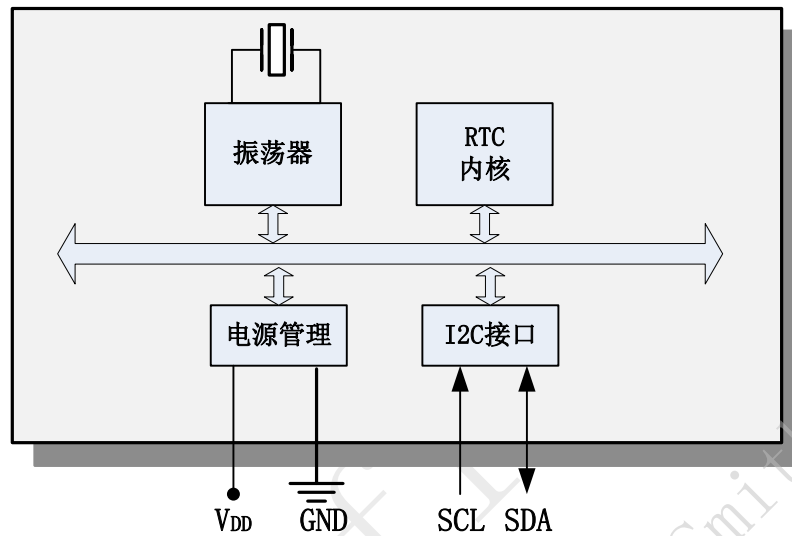 振荡器
RTC
内核
电源管理
I2C接口
VDD GND SCL SDA